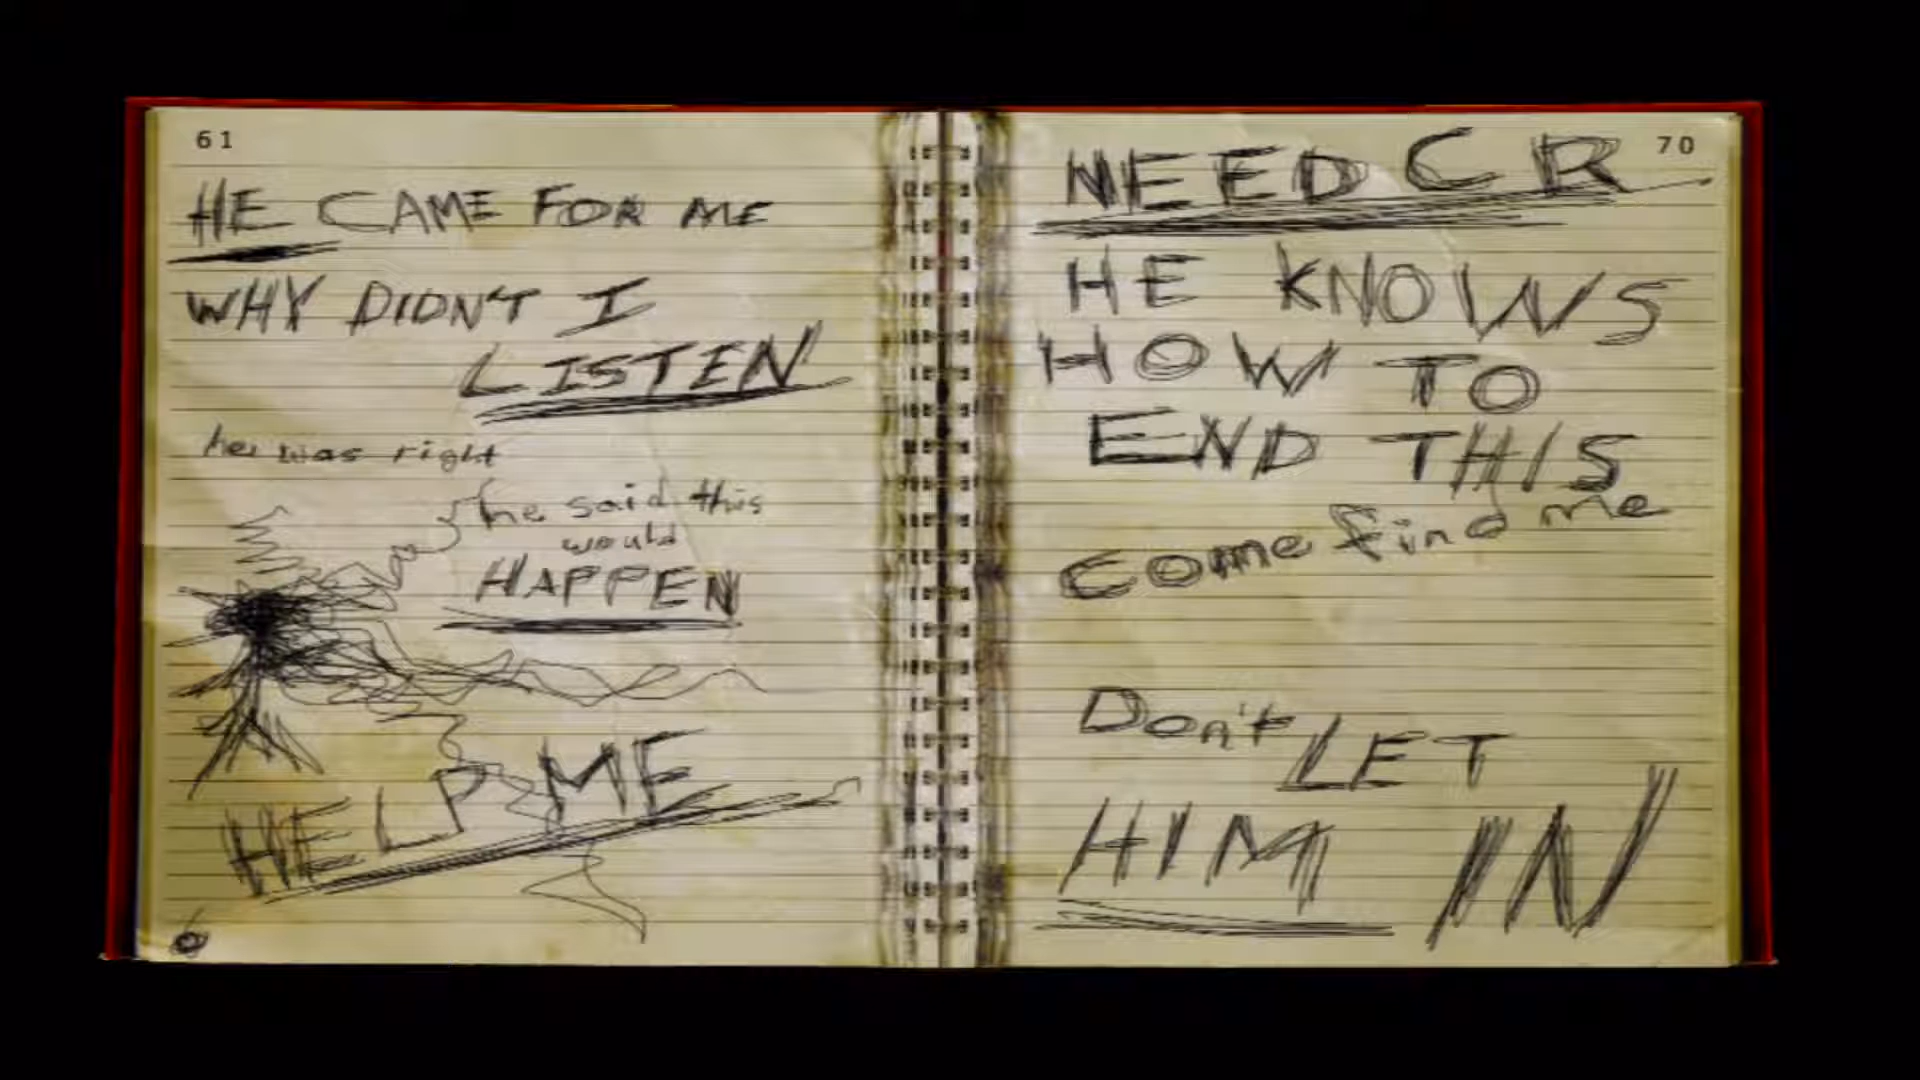 61
HE CAME FOR ME
WHY DIDN'T I
LISTEN
he was right
he said this
would
HAPPEN
HELP ME
70
NEED CR
HE KNOWS
HOW TO
END THIS
come find me
Don't LET
HIM IN